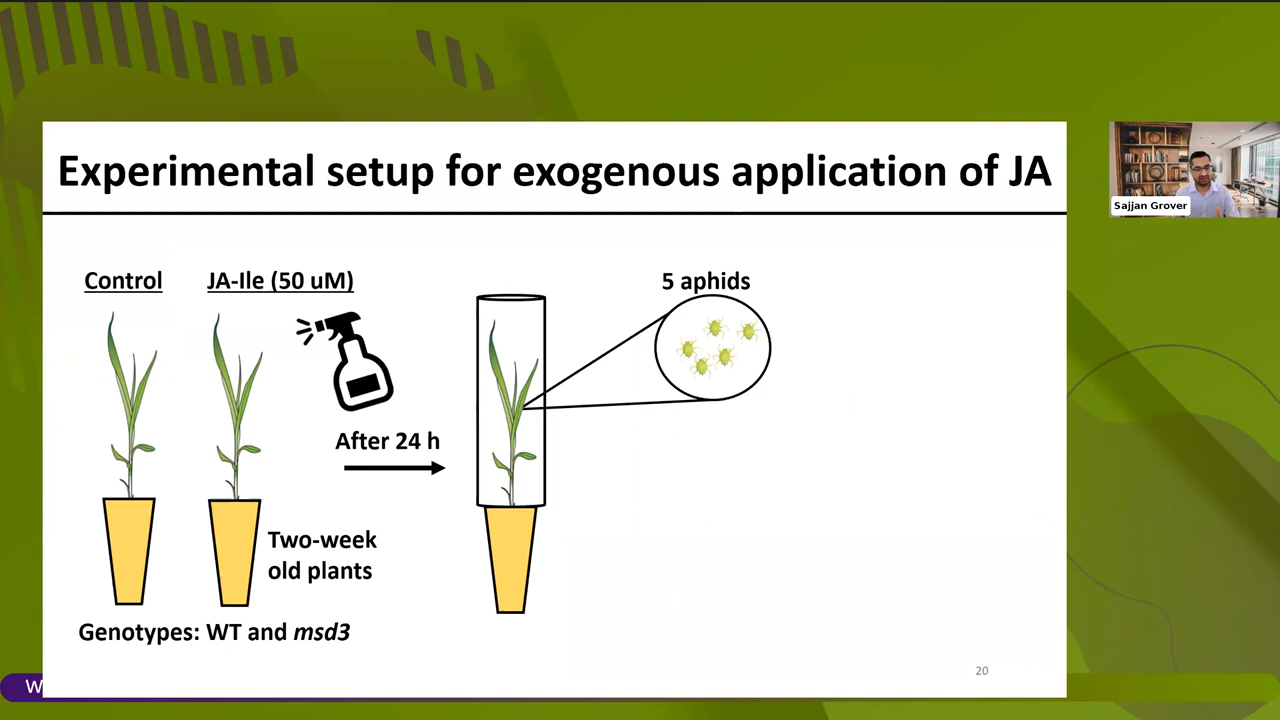 Experimental setup for exogenous application of JA
Sajjan Grover
Control
JA-Ile (50 uM)
5 aphids
After 24 h
Two-week
old plants
Genotypes: WT and msd3
20
W